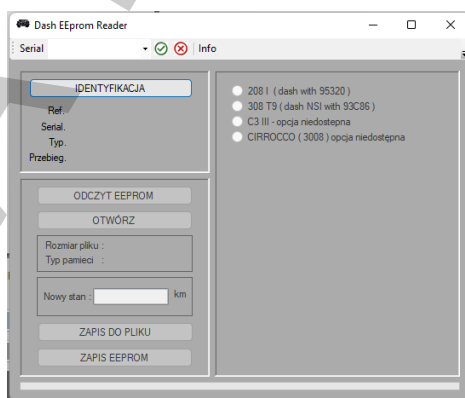 Dash EEprom Reader
Serial Info
IDENTYFIKACJA
Ref.
Serial.
Typ.
Przebieg.
ODCZYT EEPROM
OTWÓRZ
Rozmiar pliku :
Typ pamieci :
Nowy stan : km
ZAPIS DO PLIKU
ZAPIS EEPROM
208 I ( dash with 95320 )
308 T9 ( dash NSI with 93C86 )
C3 III - opcja niedostepna
CIRROCCO ( 3008 ) opcja niedostępna